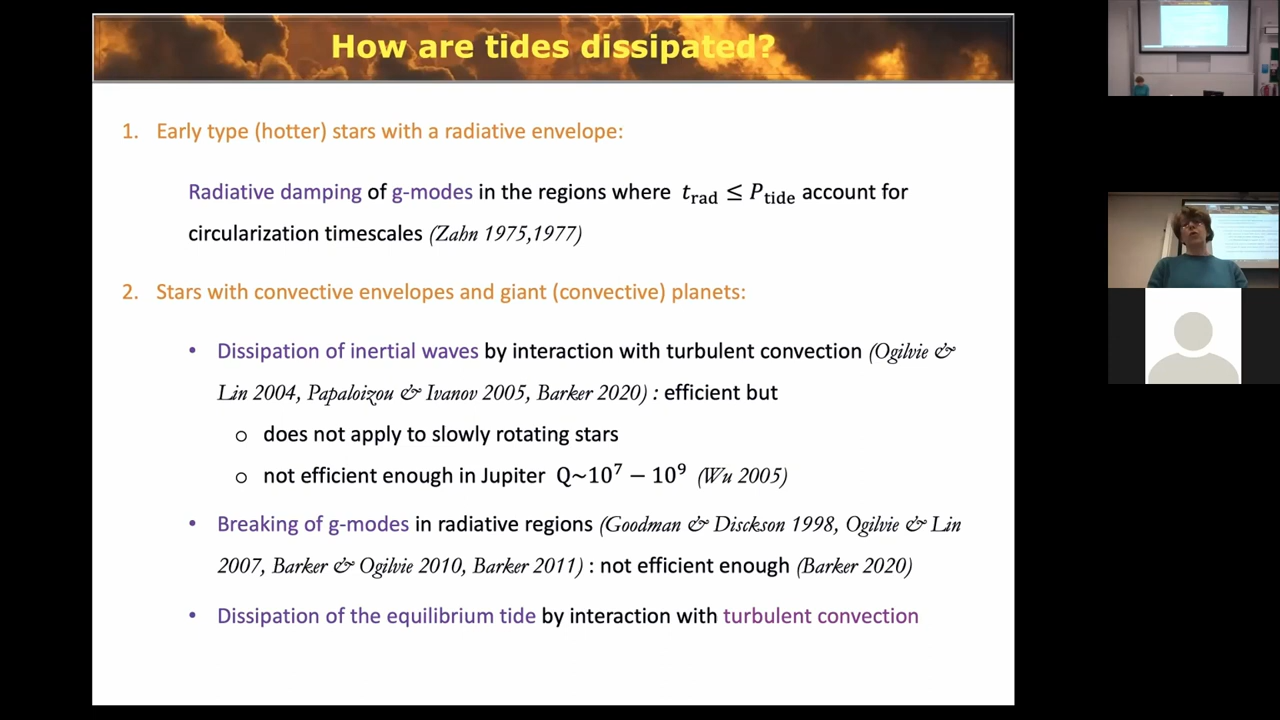 How are tides dissipated?
1. Early type (hotter) stars with a radiative envelope:
Radiative damping of g-modes in the regions where t_rad ≤ P_tide account for
circularization timescales (Zahn 1975,1977)
2. Stars with convective envelopes and giant (convective) planets:
• Dissipation of inertial waves by interaction with turbulent convection (Ogilvie &
Lin 2004, Papaloizou & Ivanov 2005, Barker 2020) : efficient but
o does not apply to slowly rotating stars
o not efficient enough in Jupiter Q~10⁷ − 10⁹ (Wu 2005)
• Breaking of g-modes in radiative regions (Goodman & Disckson 1998, Ogilvie & Lin
2007, Barker & Ogilvie 2010, Barker 2011) : not efficient enough (Barker 2020)
• Dissipation of the equilibrium tide by interaction with turbulent convection